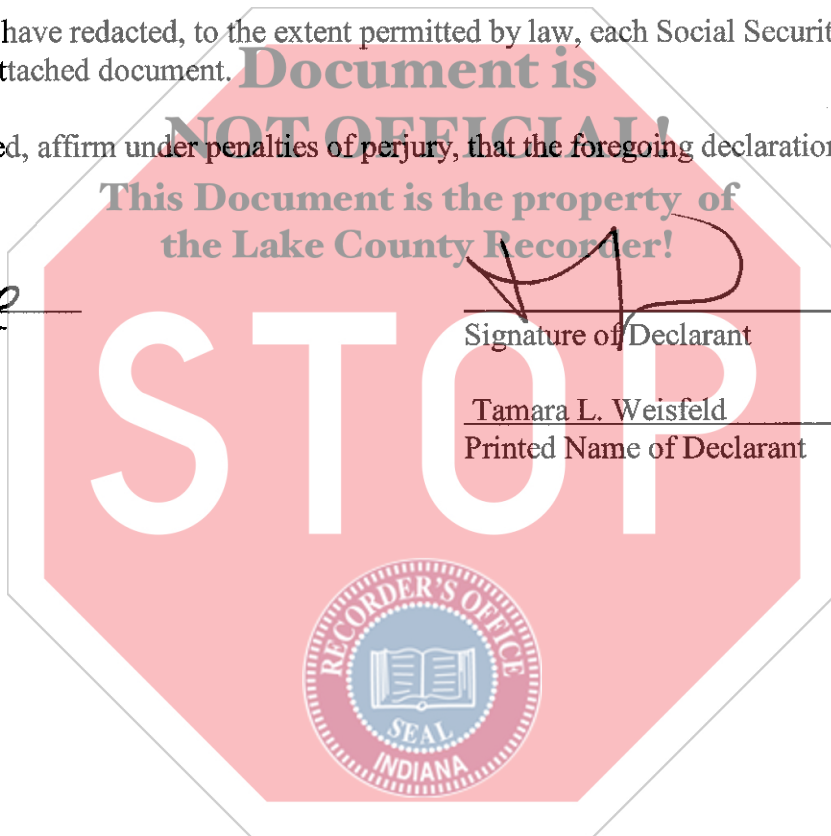 have redacted, to the extent permitted by law, each Social Securit
ttached document.
Document is
NOT OFFICIAL!
ed, affirm under penalties of perjury, that the foregoing declaration
This Document is the property of
the Lake County Recorder!
Signature of Declarant
Tamara L. Weisfeld
Printed Name of Declarant
STOP
RECORDER'S OFFICE
SEAL
INDIANA